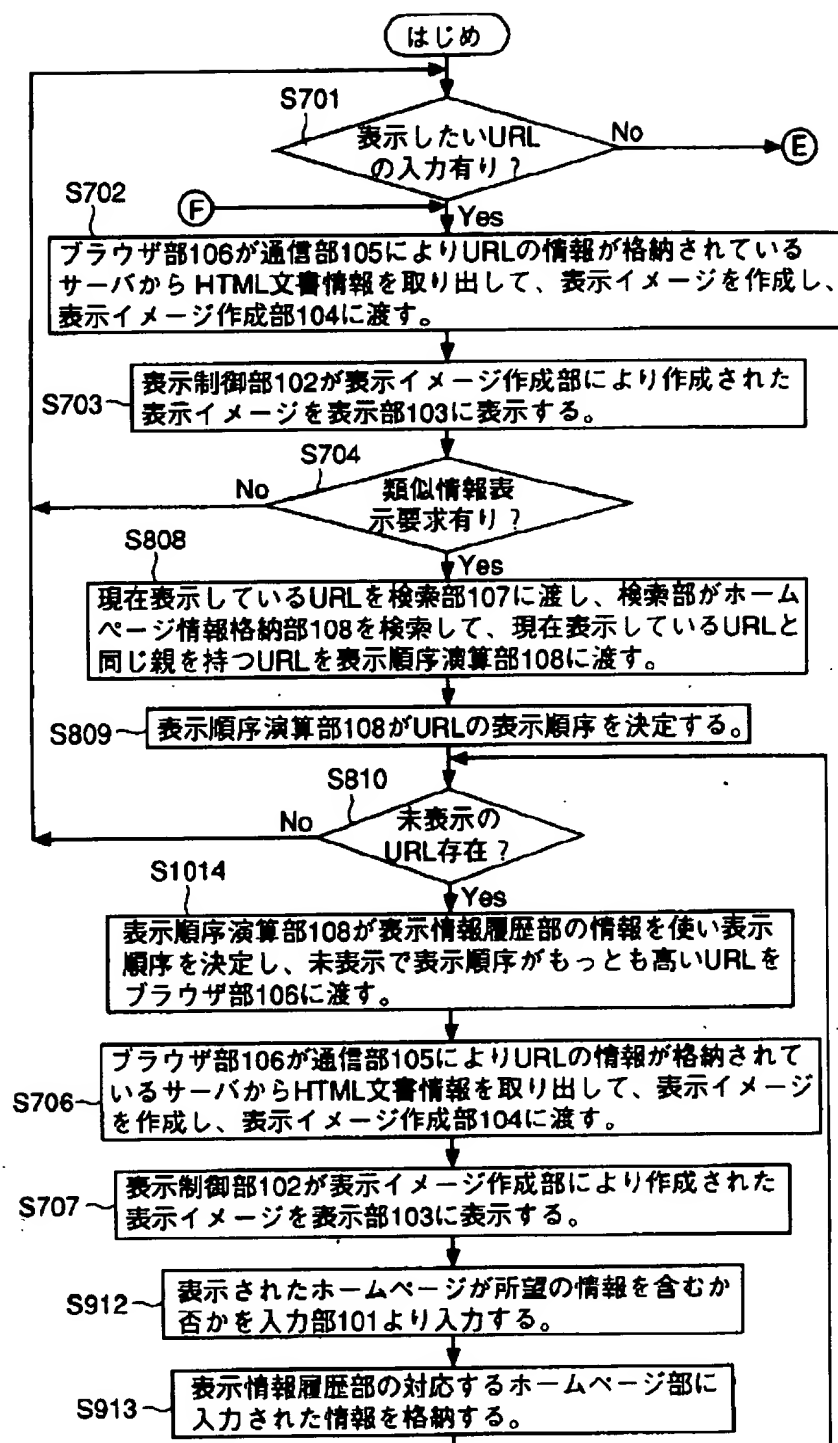 はじめ
S701
表示したいURL
の入力有り?
No
E
S702
F
Yes
ブラウザ部106が通信部105によりURLの情報が格納されている
サーバからHTML文書情報を取り出して、表示イメージを作成し、
表示イメージ作成部104に渡す。
S703
表示制御部102が表示イメージ作成部により作成された
表示イメージを表示部103に表示する。
S704
No
類似情報表
示要求有り?
S808
Yes
現在表示しているURLを検索部107に渡し、検索部がホーム
ページ情報格納部108を検索して、現在表示しているURLと
同じ親を持つURLを表示順序演算部108に渡す。
S809
表示順序演算部108がURLの表示順序を決定する。
S810
No
未表示の
URL存在?
S1014
Yes
表示順序演算部108が表示情報履歴部の情報を使い表示
順序を決定し、未表示で表示順序がもっとも高いURLを
ブラウザ部106に渡す。
S706
ブラウザ部106が通信部105によりURLの情報が格納されて
いるサーバからHTML文書情報を取り出して、表示イメージ
を作成し、表示イメージ作成部104に渡す。
S707
表示制御部102が表示イメージ作成部により作成された
表示イメージを表示部103に表示する。
S912
表示されたホームページが所望の情報を含むか
否かを入力部101より入力する。
S913
表示情報履歴部の対応するホームページ部に
入力された情報を格納する。